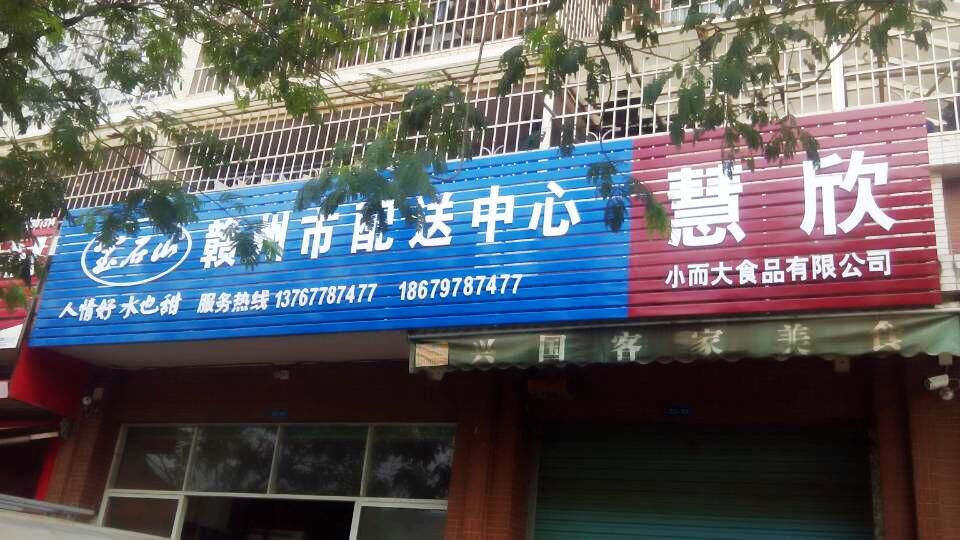 宝石山 赣州市配送中心
人情好 水也甜 服务热线 13767787477 18679787477
慧欣
小而大食品有限公司
兴国客家美食